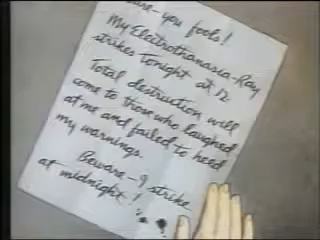 ware-you fools!
My Electrothanasia-Ray
strikes tonight at 12
Total destruction will
come to those who laughed
at me and failed to heed
my warnings.
Beware-I strike
at midnight!!